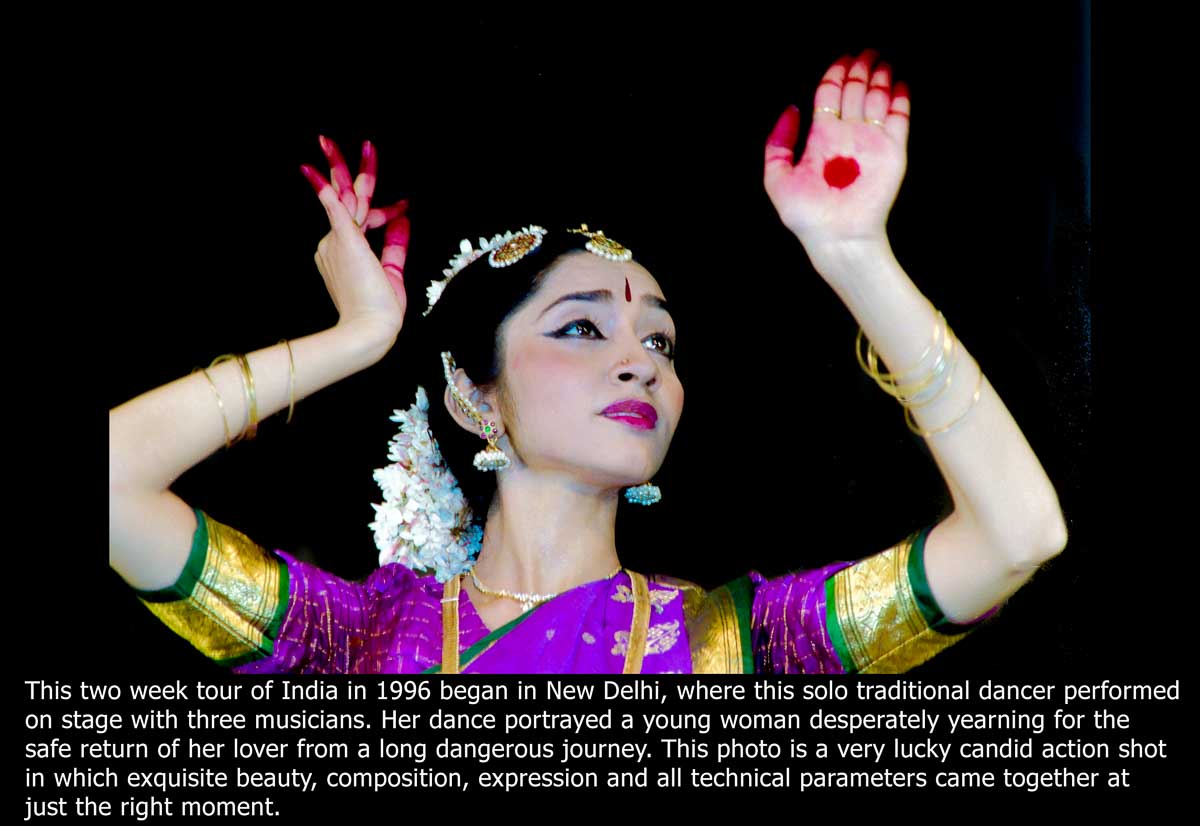 This two week tour of India in 1996 began in New Delhi, where this solo traditional dancer performed
on stage with three musicians. Her dance portrayed a young woman desperately yearning for the
safe return of her lover from a long dangerous journey. This photo is a very lucky candid action shot
in which exquisite beauty, composition, expression and all technical parameters came together at
just the right moment.